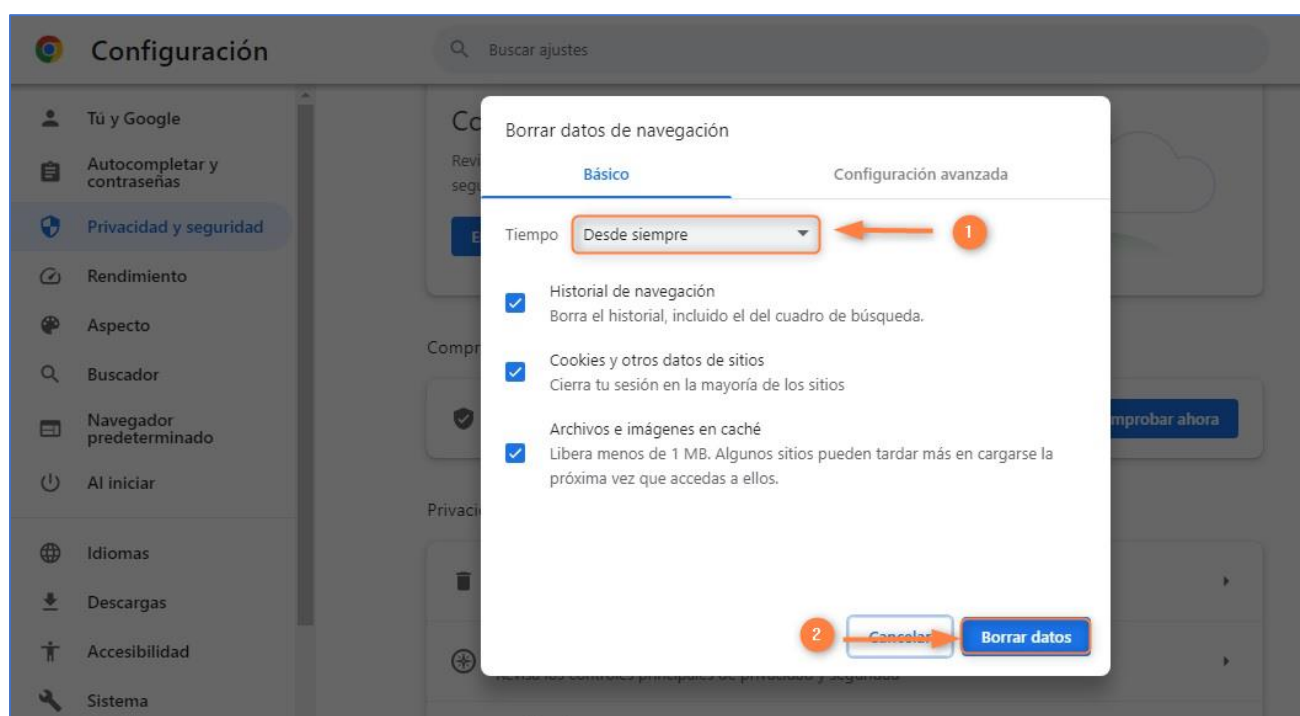 Configuración
Buscar ajustes
Tú y Google
Autocompletar y
contraseñas
Privacidad y seguridad
Rendimiento
Aspecto
Buscador
Navegador
predeterminado
Al iniciar
Idiomas
Descargas
Accesibilidad
Sistema
Borrar datos de navegación
Básico
Configuración avanzada
Tiempo
Desde siempre
1
Historial de navegación
Borra el historial, incluido el del cuadro de búsqueda.
Cookies y otros datos de sitios
Cierra tu sesión en la mayoría de los sitios
Archivos e imágenes en caché
Libera menos de 1 MB. Algunos sitios pueden tardar más en cargarse la
próxima vez que accedas a ellos.
ahora
2
Cancelar
Borrar datos